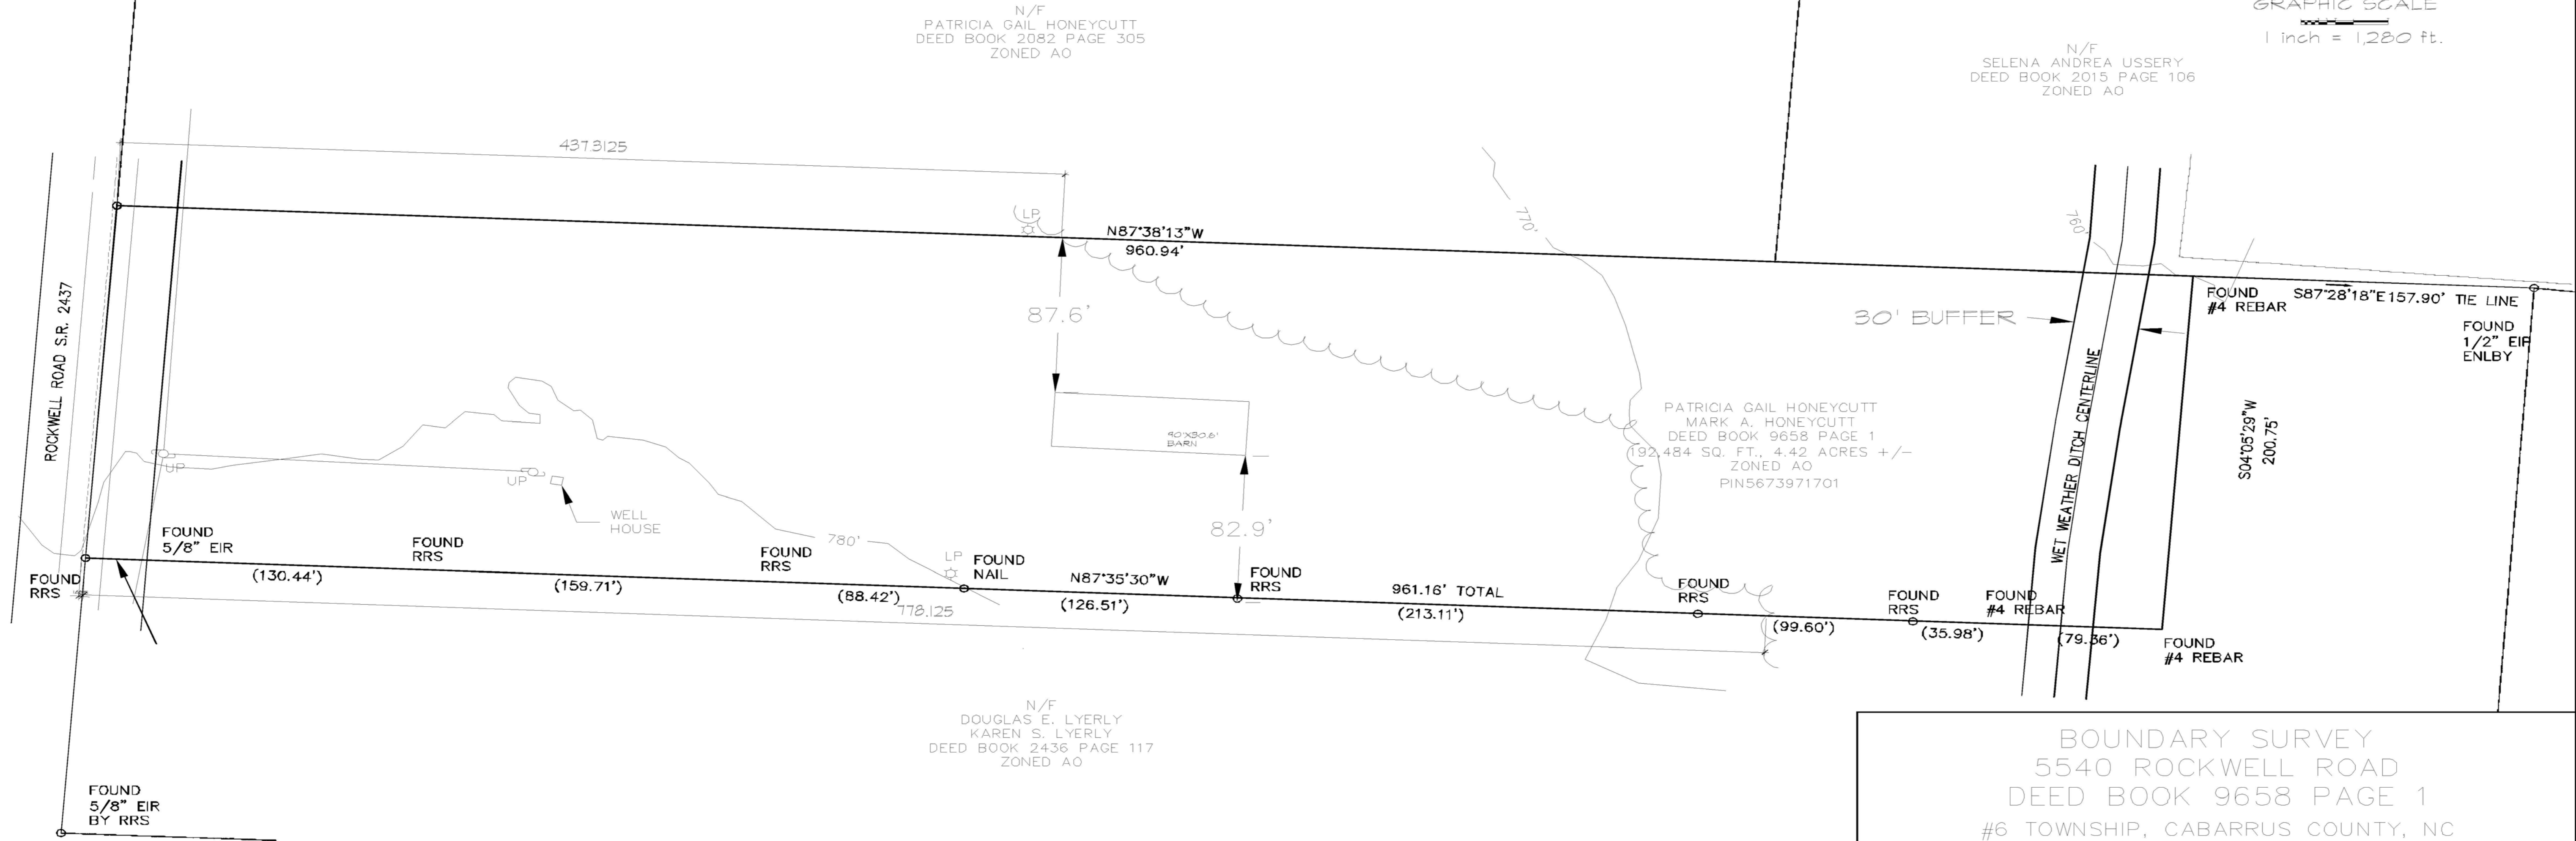 N/F
PATRICIA GAIL HONEYCUTT
DEED BOOK 2082 PAGE 305
ZONED AO
GRAPHIC SCALE
1 inch = 1,280 ft.
N/F
SELENA ANDREA USSERY
DEED BOOK 2015 PAGE 106
ZONED AO
437.3125
LP
N87°38'13"W
960.94'
770'
760'
ROCKWELL ROAD S.R. 2437
87.6'
30' BUFFER
FOUND
#4 REBAR
S87°28'18"E 157.90' TIE LINE
FOUND
1/2" EIP
ENLBY
WET WEATHER DITCH CENTERLINE
S04°05'29"W
200.75'
BARN
PATRICIA GAIL HONEYCUTT
MARK A. HONEYCUTT
DEED BOOK 9658 PAGE 1
192,484 SQ. FT., 4.42 ACRES +/-
ZONED AO
PIN5673971701
UP
UP
WELL
HOUSE
82.9'
780'
FOUND
RRS
FOUND
5/8" EIR
(130.44')
FOUND
RRS
(159.71')
FOUND
RRS
(88.42')
LP
FOUND
NAIL
N87°35'30"W
(126.51')
FOUND
RRS
961.16' TOTAL
(213.11')
FOUND
RRS
(99.60')
FOUND
RRS
(35.98')
FOUND
#4 REBAR
(79.36')
FOUND
#4 REBAR
778.125
N/F
DOUGLAS E. LYERLY
KAREN S. LYERLY
DEED BOOK 2436 PAGE 117
ZONED AO
FOUND
5/8" EIR
BY RRS
BOUNDARY SURVEY
5540 ROCKWELL ROAD
DEED BOOK 9658 PAGE 1
#6 TOWNSHIP, CABARRUS COUNTY, NC